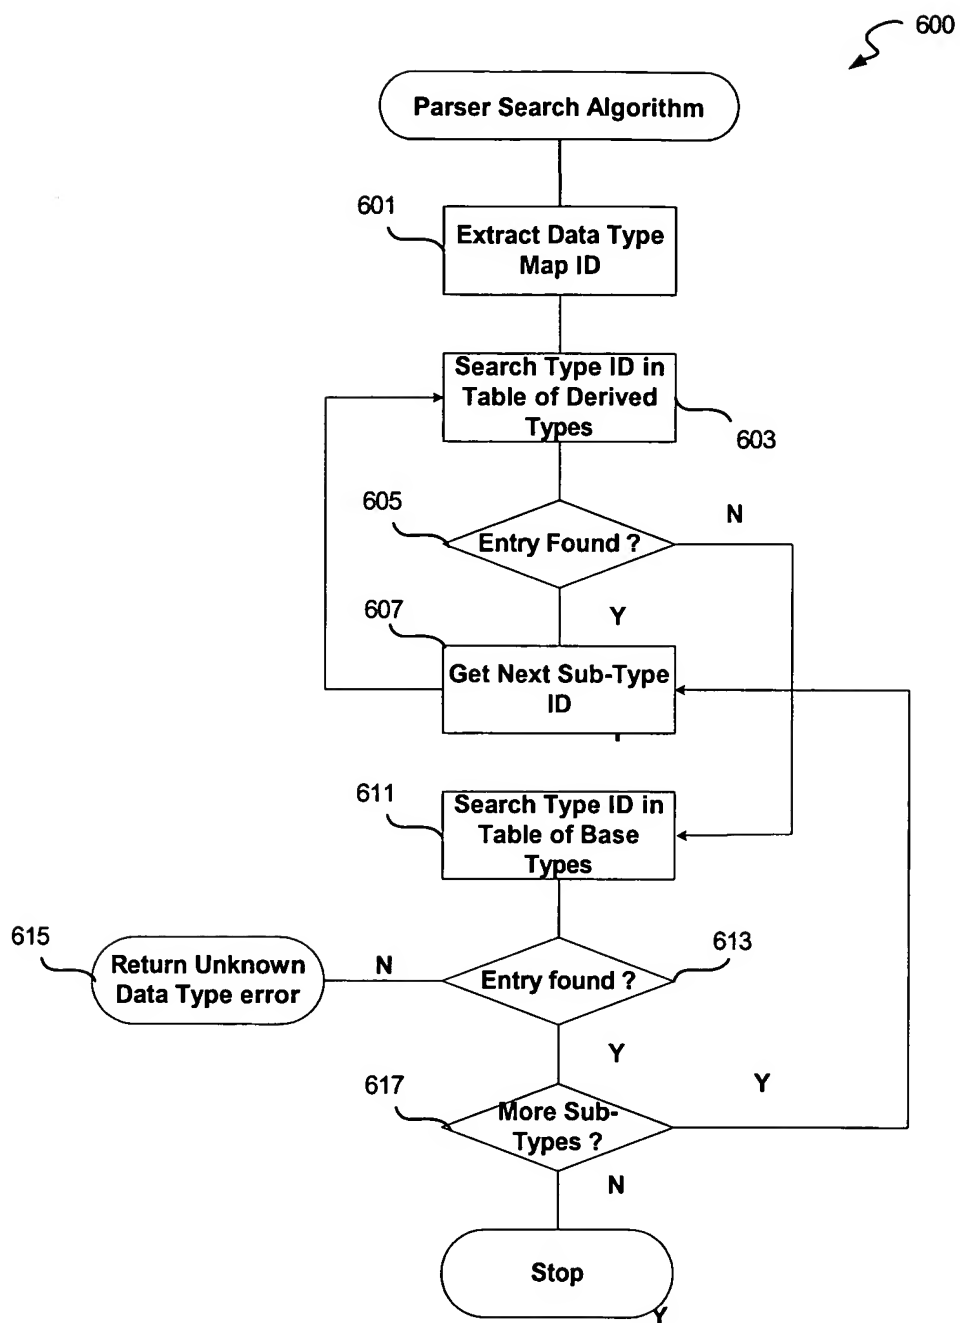 600
Parser Search Algorithm
601
Extract Data Type
Map ID
Search Type ID in
Table of Derived
Types
603
605
N
Entry Found ?
607
Y
Get Next Sub-Type
ID
611
Search Type ID in
Table of Base
Types
615
613
Return Unknown
Data Type error
N
Entry found ?
Y
617
Y
More Sub-
Types ?
N
Stop
Y